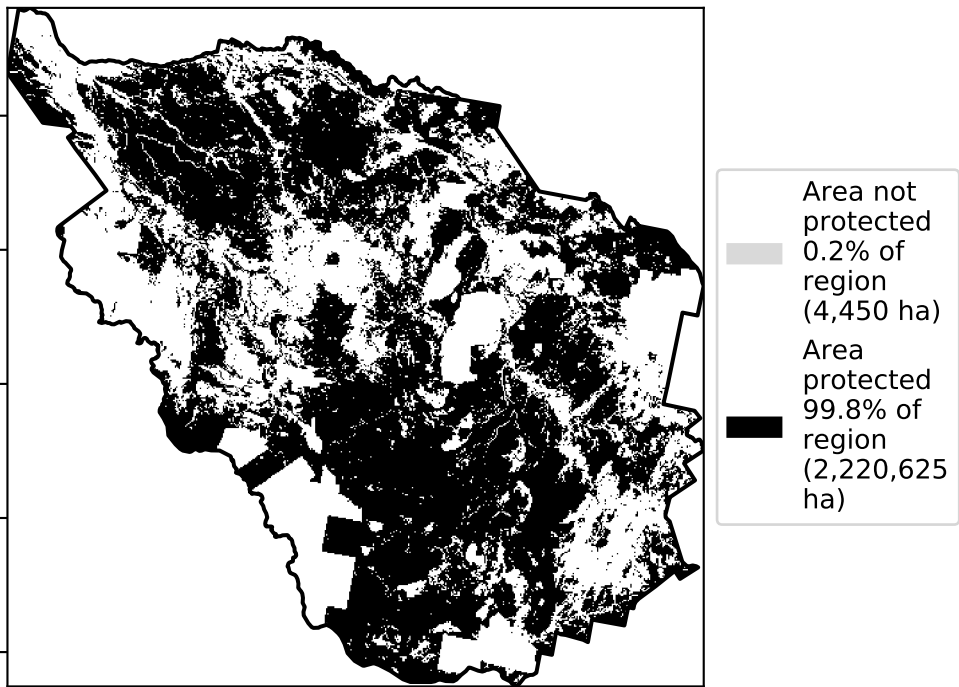 Area not
protected
0.2% of
region
(4,450 ha)
Area
protected
99.8% of
region
(2,220,625
ha)